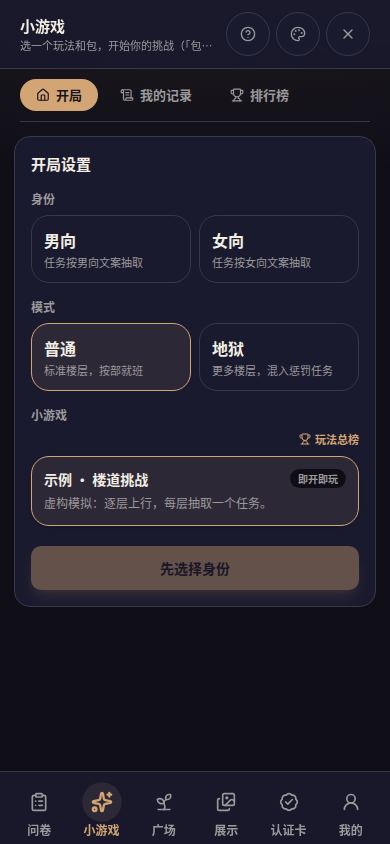 小游戏
选一个玩法和包，开始你的挑战（「包…
开局
我的记录
排行榜
开局设置
身份
男向
任务按男向文案抽取
女向
任务按女向文案抽取
模式
普通
标准楼层，按部就班
地狱
更多楼层，混入惩罚任务
小游戏
玩法总榜
示例 · 楼道挑战
即开即玩
虚构模拟：逐层上行，每层抽取一个任务。
先选择身份
问卷
小游戏
广场
展示
认证卡
我的